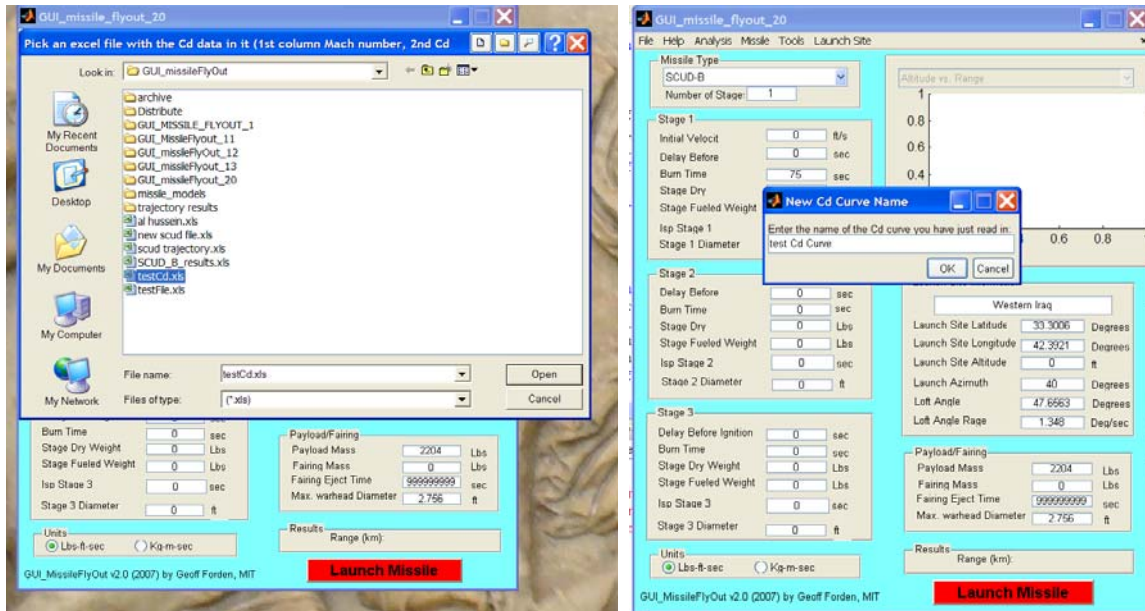 GUI_missile_flyout_20
Pick an excel file with the Cd data in it (1st column Mach number, 2nd Cd
Look in: GUI_missileFlyOut
My Recent Documents
Desktop
My Documents
My Computer
My Network
archive
Distribute
GUI_MISSILE_FLYOUT_1
GUI_MissleFlyout_11
GUI_missileFlyOut_12
GUI_missileFlyout_13
GUI_missileFlyout_20
missile_models
trajectory results
al hussein.xls
new scud file.xls
scud trajectory.xls
SCUD_B_results.xls
testCd.xls
testFile.xls
File name: testCd.xls Open
Files of type: (*.xls) Cancel
Burn Time 0 sec
Stage Dry Weight 0 Lbs
Stage Fueled Weight 0 Lbs
Isp Stage 3 0 sec
Stage 3 Diameter 0 ft
Payload/Fairing
Payload Mass 2204 Lbs
Fairing Mass 0 Lbs
Fairing Eject Time 999999999 sec
Max. warhead Diameter 2.756 ft
Units
Lbs-ft-sec Kg-m-sec
Results
Range (km):
GUI_MissileFlyOut v2.0 (2007) by Geoff Forden, MIT
Launch Missile
GUI_missile_flyout_20
File Help Analysis Missile Tools Launch Site
Missile Type
SCUD-B
Number of Stage: 1
Altitude vs. Range
1
0.8
0.6
0.4
0.6 0.8
Stage 1
Initial Velocit 0 ft/s
Delay Before 0 sec
Burn Time 75 sec
Stage Dry
Stage Fueled Weight
Isp Stage 1
Stage 1 Diameter
New Cd Curve Name
Enter the name of the Cd curve you have just read in:
test Cd Curve
OK Cancel
Stage 2
Delay Before 0 sec
Burn Time 0 sec
Stage Dry 0 Lbs
Stage Fueled Weight 0 Lbs
Isp Stage 2 0 sec
Stage 2 Diameter 0 ft
Western Iraq
Launch Site Latitude 33.3006 Degrees
Launch Site Longitude 42.3921 Degrees
Launch Site Altitude 0 ft
Launch Azimuth 40 Degrees
Loft Angle 47.6563 Degrees
Loft Angle Rage 1.348 Deg/sec
Stage 3
Delay Before Ignition 0 sec
Burn Time 0 sec
Stage Dry Weight 0 Lbs
Stage Fueled Weight 0 Lbs
Isp Stage 3 0 sec
Stage 3 Diameter 0 ft
Payload/Fairing
Payload Mass 2204 Lbs
Fairing Mass 0 Lbs
Fairing Eject Time 999999999 sec
Max. warhead Diameter 2.756 ft
Units
Lbs-ft-sec Kg-m-sec
Results
Range (km):
GUI_MissileFlyOut v2.0 (2007) by Geoff Forden, MIT
Launch Missile